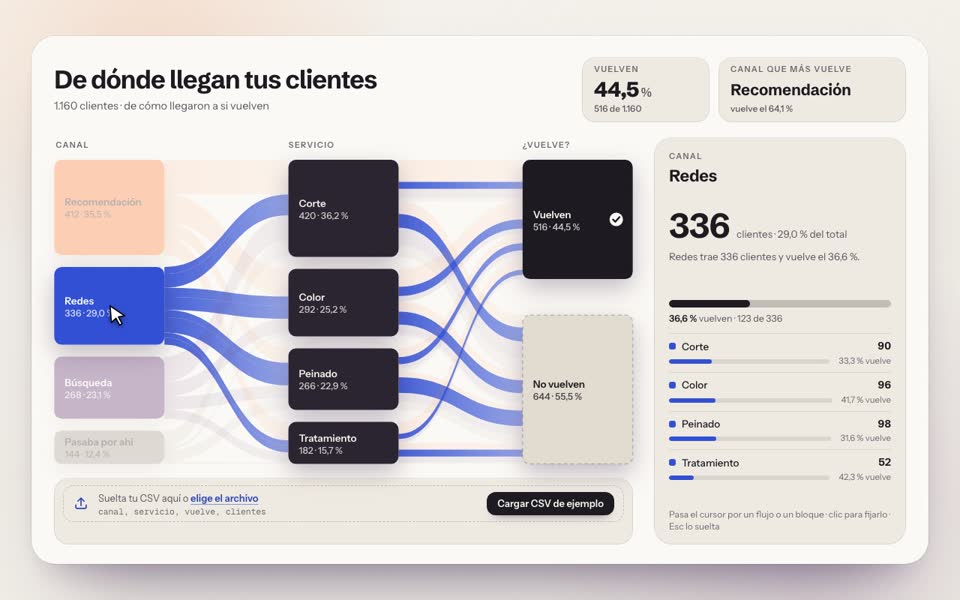 De dónde llegan tus clientes
1.160 clientes · de cómo llegaron a si vuelven
VUELVEN
44,5 %
516 de 1.160
CANAL QUE MÁS VUELVE
Recomendación
vuelve el 64,1 %
CANAL
SERVICIO
¿VUELVE?
Recomendación
412 · 35,5 %
Redes
336 · 29,0
Búsqueda
268 · 23,1 %
Pasaba por ahí
144 · 12,4 %
Corte
420 · 36,2 %
Color
292 · 25,2 %
Peinado
266 · 22,9 %
Tratamiento
182 · 15,7 %
Vuelven
516 · 44,5 %
No vuelven
644 · 55,5 %
CANAL
Redes
336 clientes · 29,0 % del total
Redes trae 336 clientes y vuelve el 36,6 %.
36,6 % vuelven · 123 de 336
Corte 90
33,3 % vuelve
Color 96
41,7 % vuelve
Peinado 98
31,6 % vuelve
Tratamiento 52
42,3 % vuelve
Pasa el cursor por un flujo o un bloque · clic para fijarlo ·
Esc lo suelta
Suelta tu CSV aquí o elige el archivo
canal, servicio, vuelve, clientes
Cargar CSV de ejemplo